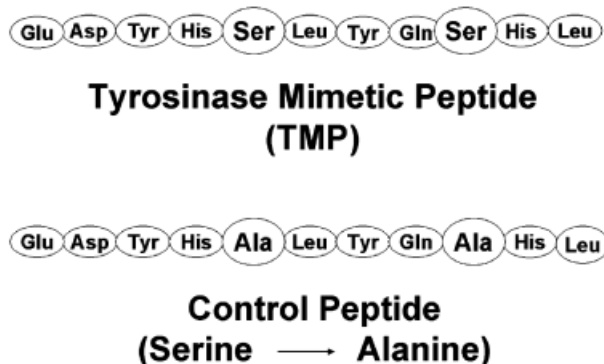 Glu Asp Tyr His Ser Leu Tyr Gln Ser His Leu
Tyrosinase Mimetic Peptide
(TMP)
Glu Asp Tyr His Ala Leu Tyr Gln Ala His Leu
Control Peptide
(Serine → Alanine)